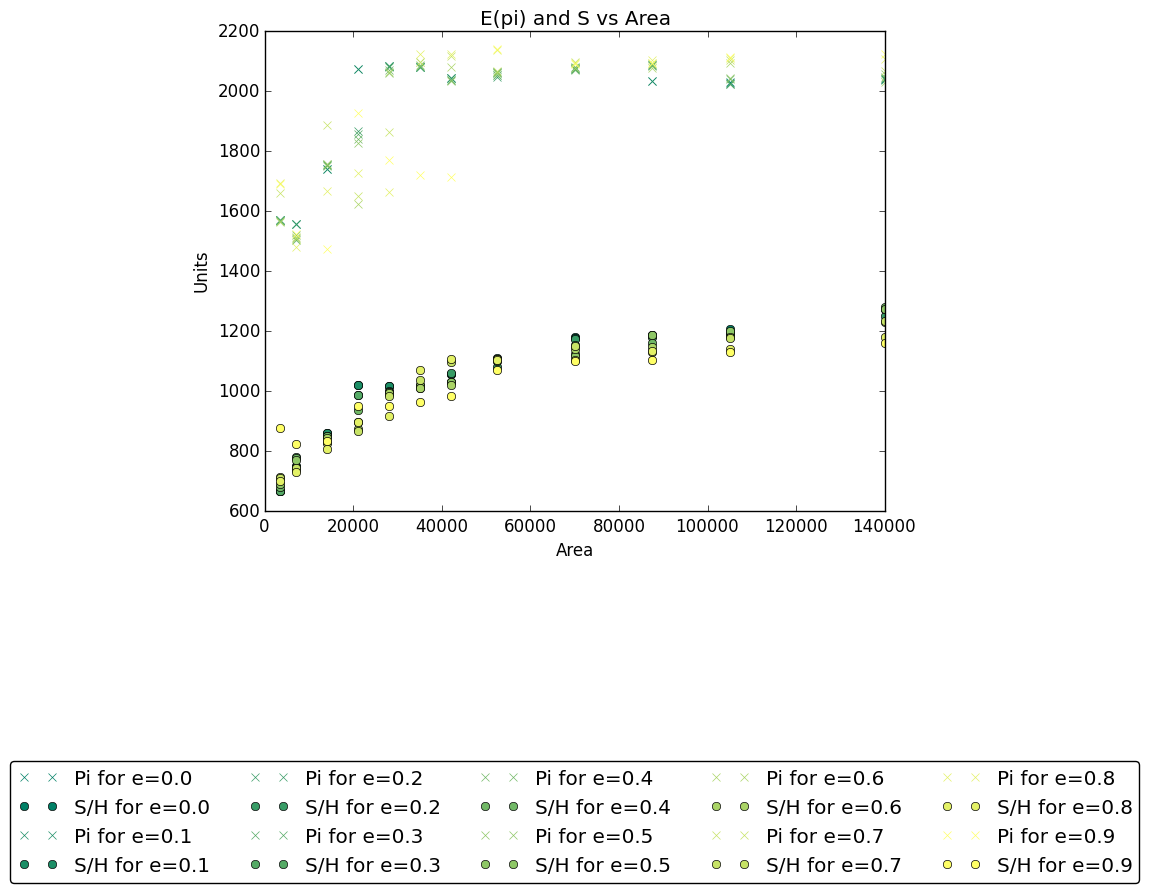 E(pi) and S vs Area
2200
2000
1800
1600
1400
1200
1000
800
600
Units
0 20000 40000 60000 80000 100000 120000 140000
Area
Pi for e=0.0 Pi for e=0.2 Pi for e=0.4 Pi for e=0.6 Pi for e=0.8
S/H for e=0.0 S/H for e=0.2 S/H for e=0.4 S/H for e=0.6 S/H for e=0.8
Pi for e=0.1 Pi for e=0.3 Pi for e=0.5 Pi for e=0.7 Pi for e=0.9
S/H for e=0.1 S/H for e=0.3 S/H for e=0.5 S/H for e=0.7 S/H for e=0.9